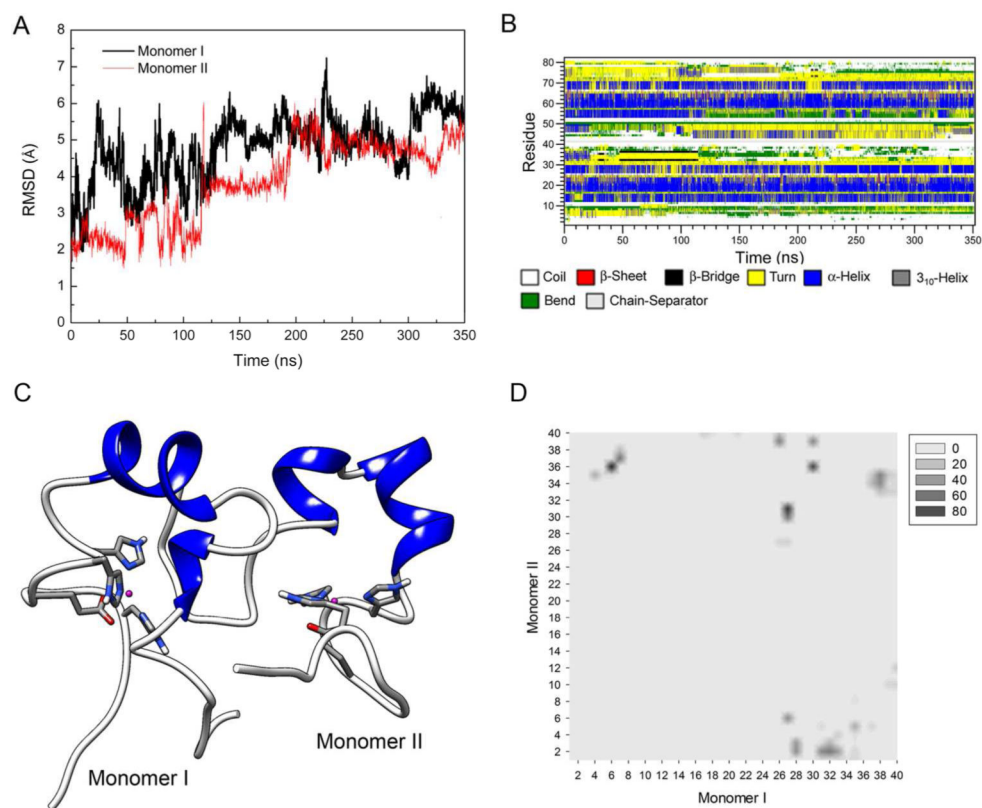 A
8
7
6
5
4
3
2
1
0
RMSD (Å)
Monomer I
Monomer II
0 50 100 150 200 250 300 350
Time (ns)
B
80
70
60
50
40
30
20
10
Residue
0 50 100 150 200 250 300 350
Time (ns)
Coil β-Sheet β-Bridge Turn α-Helix 3₁₀-Helix
Bend Chain-Separator
C
Monomer I
Monomer II
D
40
36
34
32
30
28
26
24
22
20
18
16
14
12
10
8
6
4
2
Monomer II
2 4 6 8 10 12 14 16 18 20 22 24 26 28 30 32 34 36 38 40
Monomer I
0
20
40
60
80